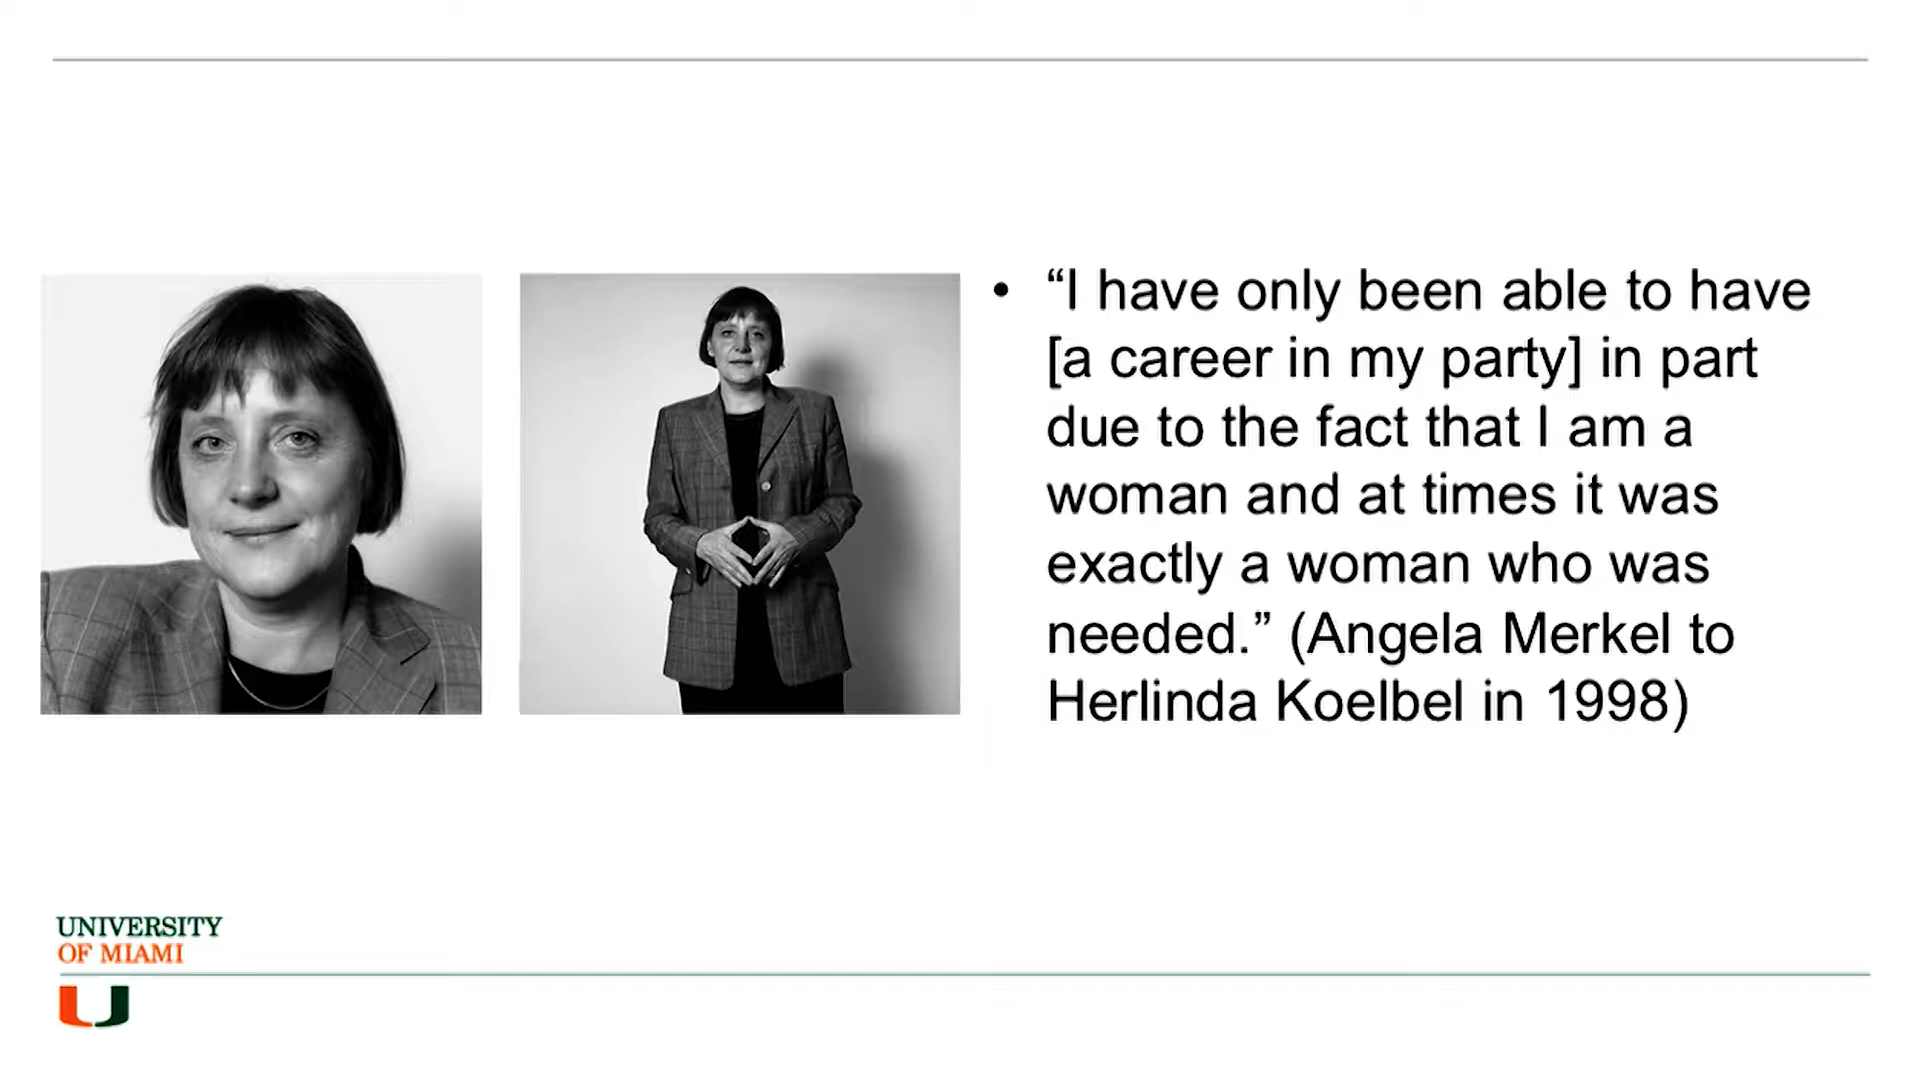 • “I have only been able to have
[a career in my party] in part
due to the fact that I am a
woman and at times it was
exactly a woman who was
needed.” (Angela Merkel to
Herlinda Koelbel in 1998)
UNIVERSITY
OF MIAMI
U